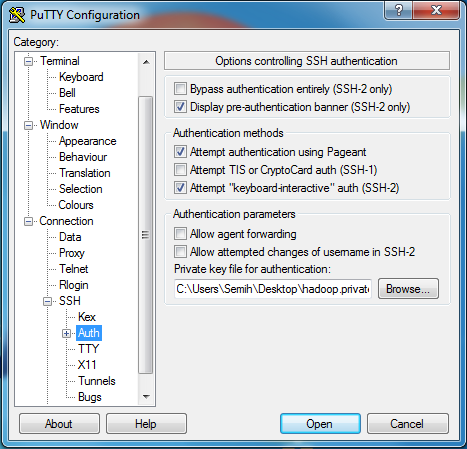 PuTTY Configuration
Category:
Terminal
Keyboard
Bell
Features
Window
Appearance
Behaviour
Translation
Selection
Colours
Connection
Data
Proxy
Telnet
Rlogin
SSH
Kex
Auth
TTY
X11
Tunnels
Bugs
Options controlling SSH authentication
Bypass authentication entirely (SSH-2 only)
Display pre-authentication banner (SSH-2 only)
Authentication methods
Attempt authentication using Pageant
Attempt TIS or CryptoCard auth (SSH-1)
Attempt "keyboard-interactive" auth (SSH-2)
Authentication parameters
Allow agent forwarding
Allow attempted changes of username in SSH-2
Private key file for authentication:
C:\Users\Semih\Desktop\hadoop.private
Browse...
About
Help
Open
Cancel